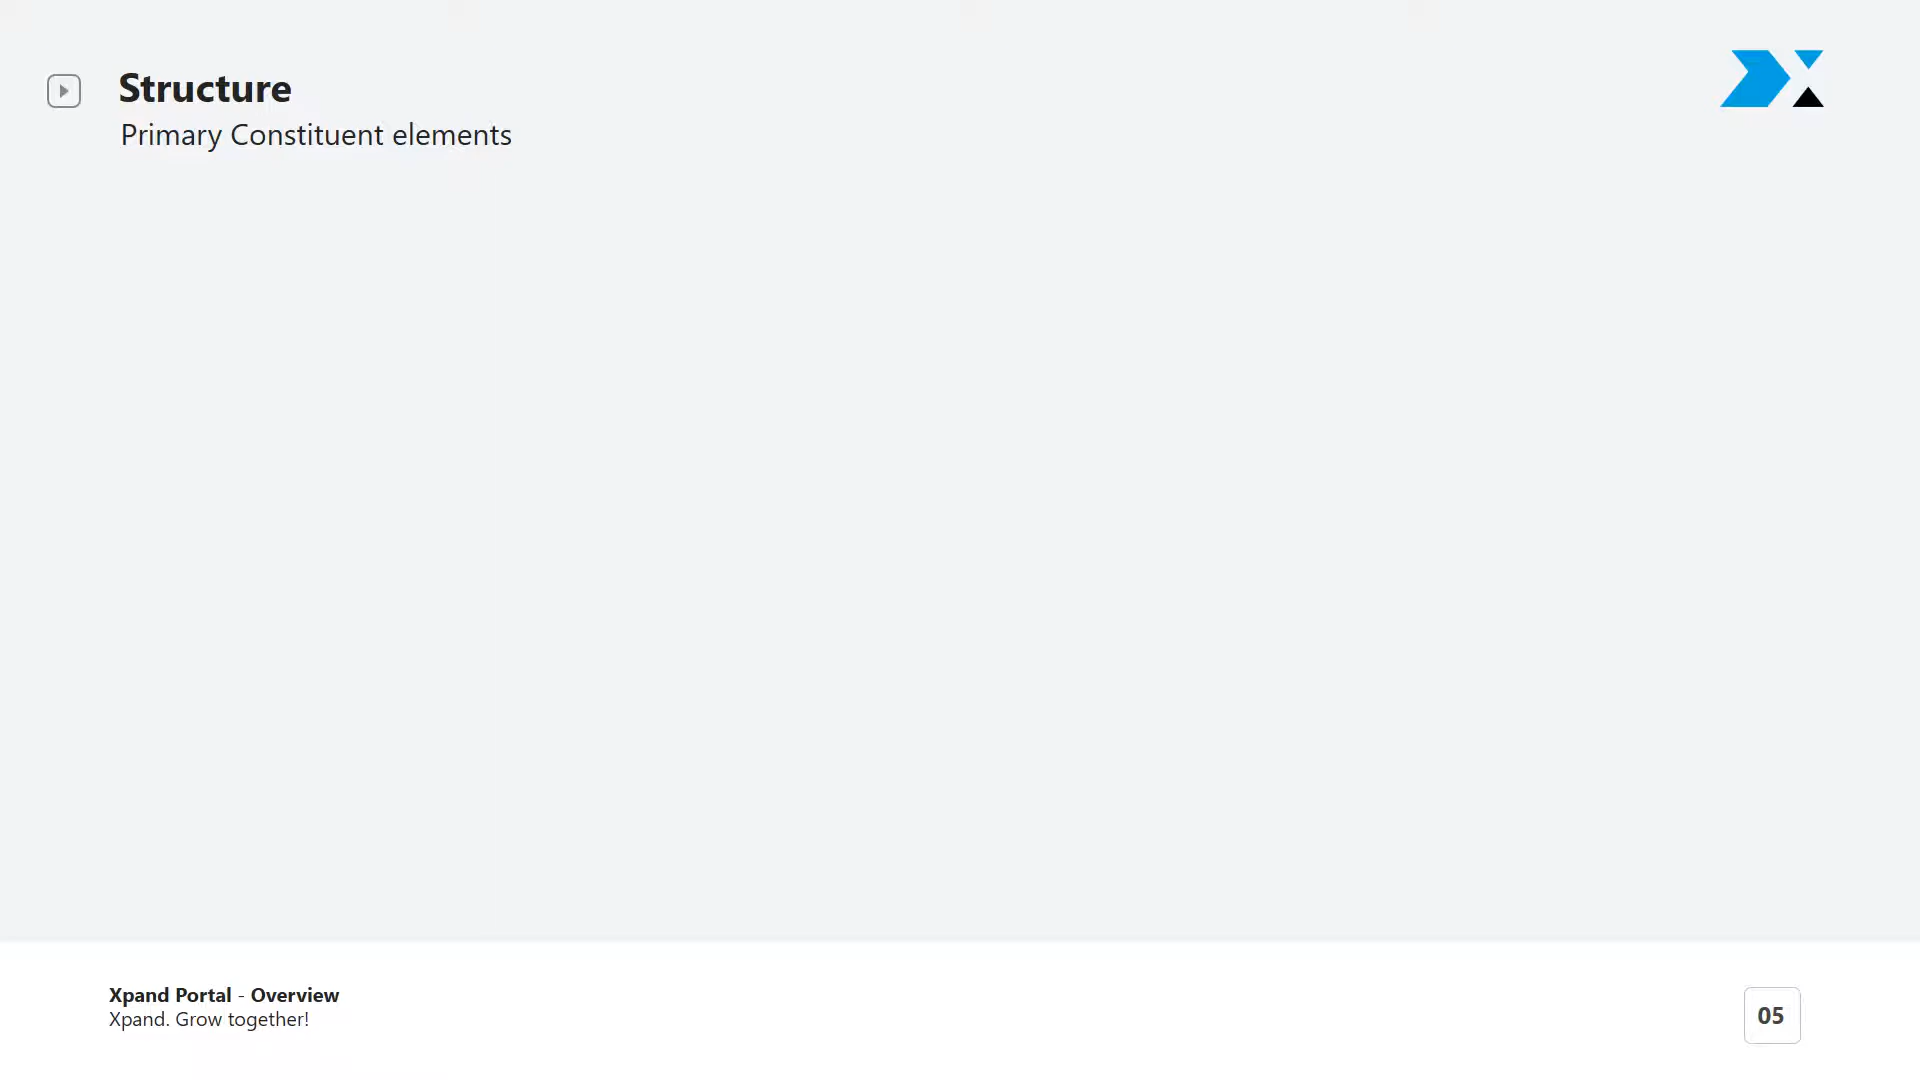 Structure
Primary Constituent elements
Xpand Portal - Overview
Xpand. Grow together!
05